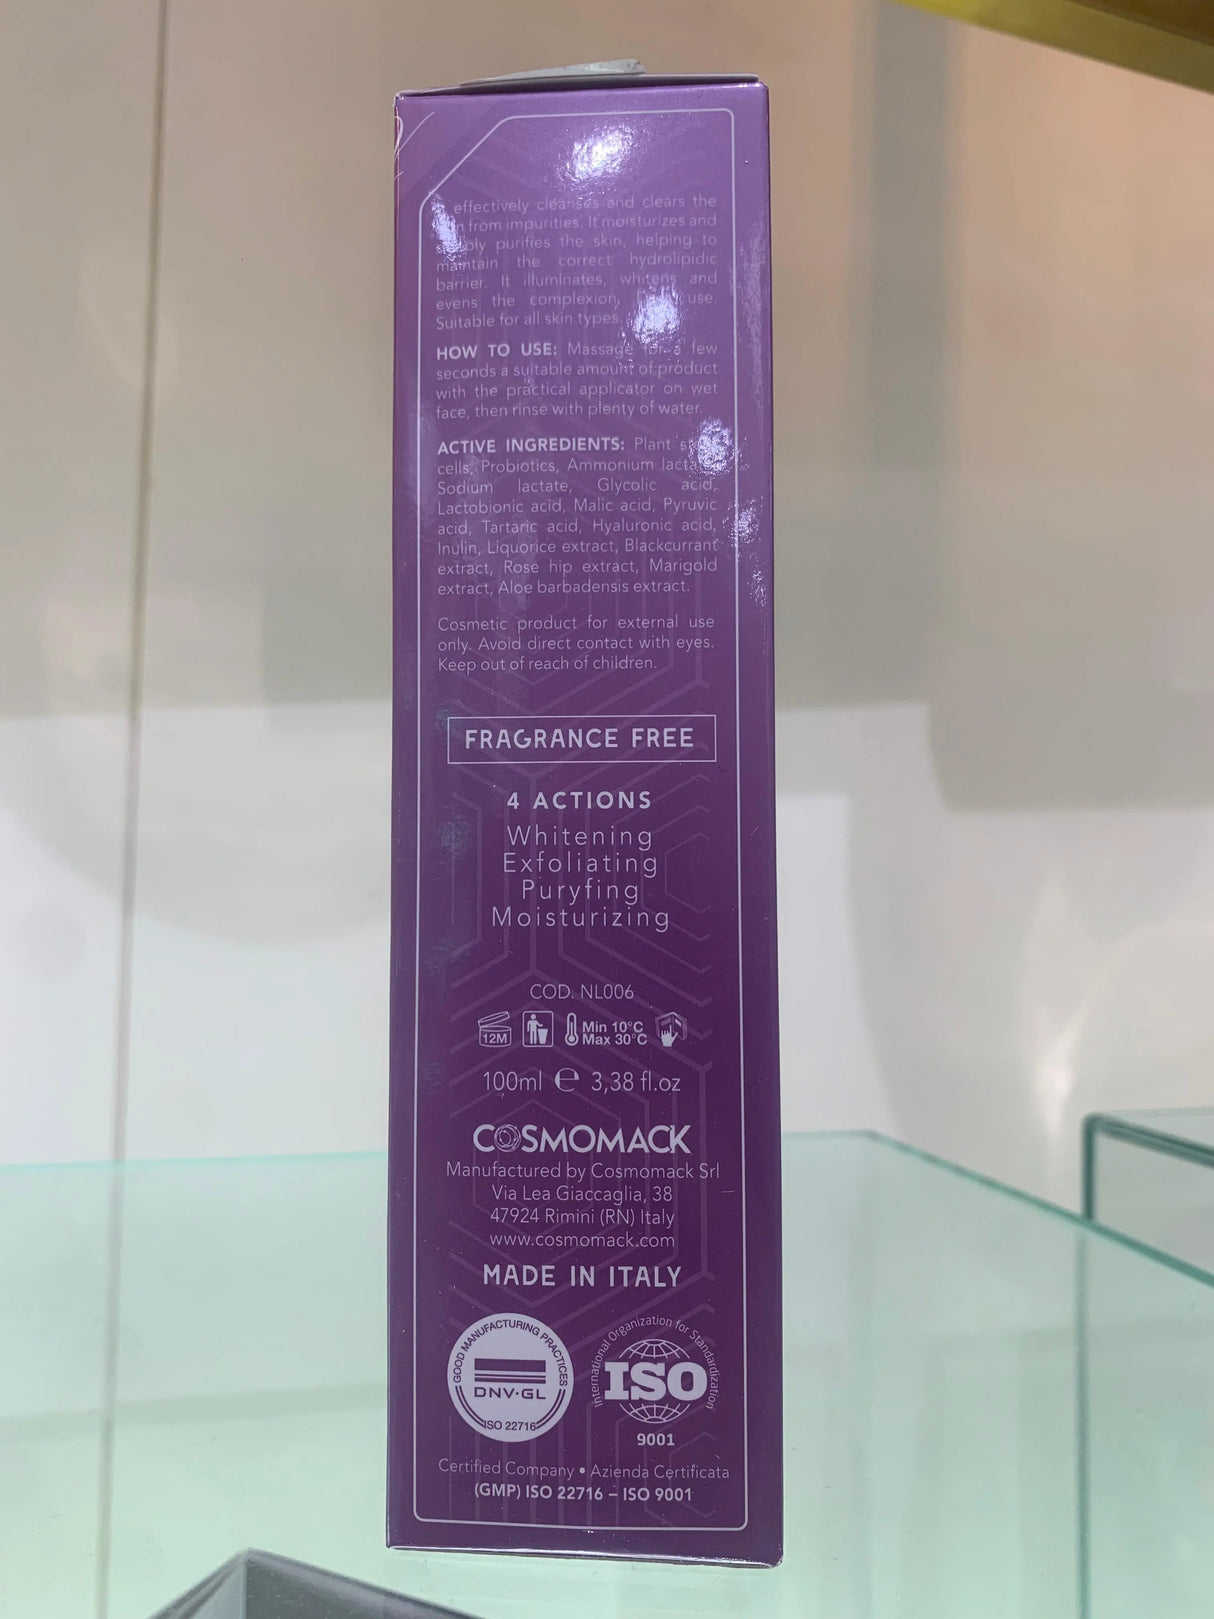 effectively cleanses and clears the
from impurities. It moisturizes and
purifies the skin, helping to
maintain the correct hydrolipidic
barrier. It illuminates, whitens and
evens the complexion, use.
Suitable for all skin types.
HOW TO USE: Massage for a few
seconds a suitable amount of product
with the practical applicator on wet
face, then rinse with plenty of water.
ACTIVE INGREDIENTS: Plant
cells, Probiotics, Ammonium
Sodium lactate, Glycolic acid,
Lactobionic acid, Malic acid, Pyruvic
acid, Tartaric acid, Hyaluronic acid,
Inulin, Liquorice extract, Blackcurrant
extract, Rose hip extract, Marigold
extract, Aloe barbadensis extract.
Cosmetic product for external use
only. Avoid direct contact with eyes.
Keep out of reach of children.
FRAGRANCE FREE
4 ACTIONS
Whitening
Exfoliating
Puryfing
Moisturizing
COD. NL006
12M
Min 10°C
Max 30°C
100ml ℮ 3,38 fl.oz
COSMOMACK
Manufactured by Cosmomack Srl
Via Lea Giaccaglia, 38
47924 Rimini (RN) Italy
www.cosmomack.com
MADE IN ITALY
GOOD MANUFACTURING PRACTICES
DNV·GL
ISO 22716
International Organization for Standardization
ISO
9001
Certified Company • Azienda Certificata
(GMP) ISO 22716 – ISO 9001